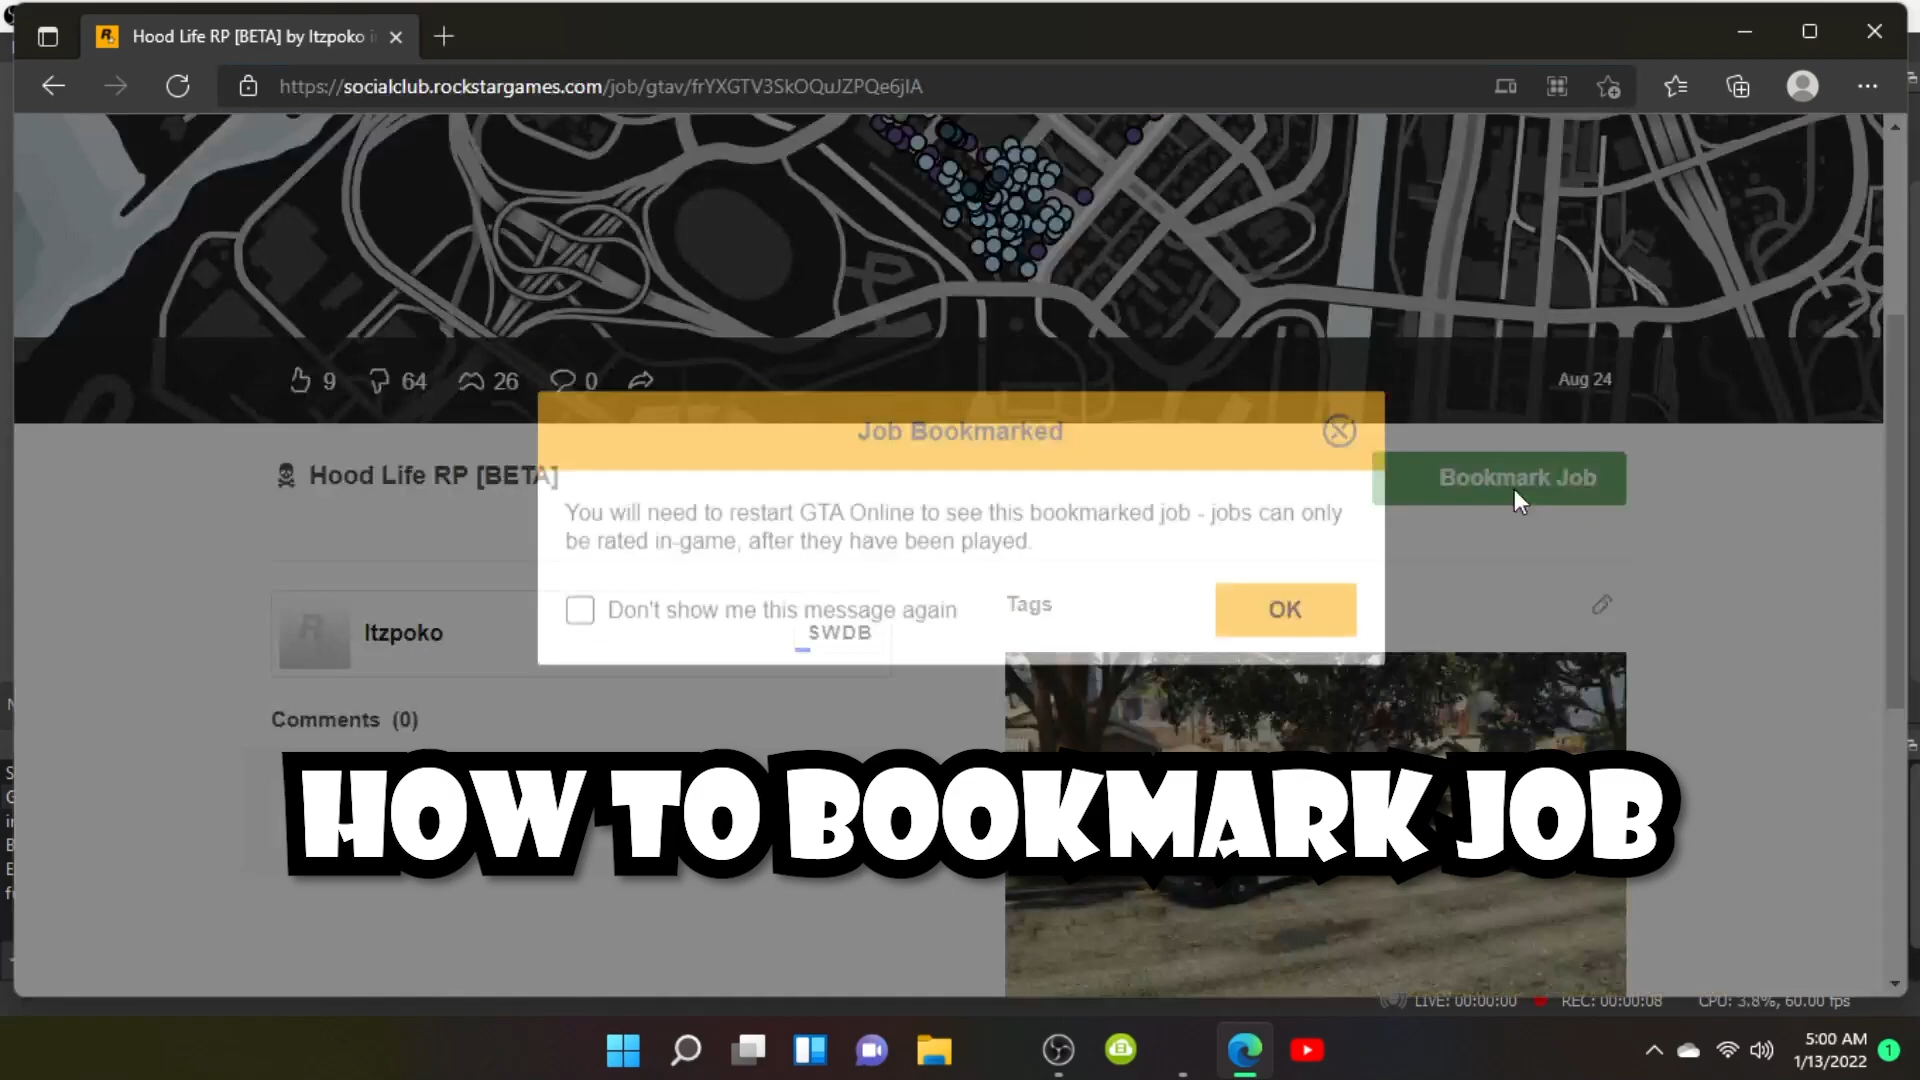 Hood Life RP [BETA] by Itzpoko i
https://socialclub.rockstargames.com/job/gtav/frYXGTV3SkOQuJZPQe6jIA
9 64 26 0
Aug 24
Job Bookmarked
Hood Life RP [BETA]
Bookmark Job
You will need to restart GTA Online to see this bookmarked job - jobs can only
be rated in-game, after they have been played.
Don't show me this message again
Tags
OK
Itzpoko
SWDB
Comments (0)
HOW TO BOOKMARK JOB
LIVE: 00:00:00 REC: 00:00:08 CPU: 3.8%, 60.00 fps
5:00 AM
1/13/2022
1